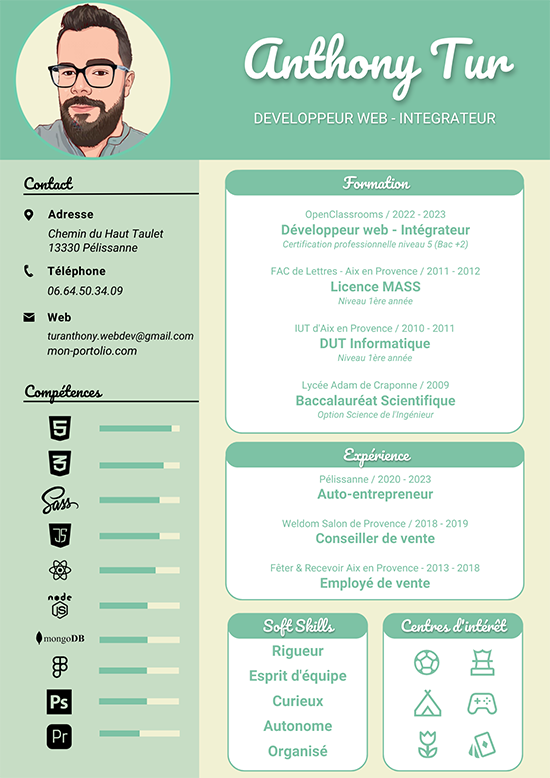 Anthony Tur
DEVELOPPEUR WEB - INTEGRATEUR
Contact
Adresse
Chemin du Haut Taulet
13330 Pélissanne
Téléphone
06.64.50.34.09
Web
turanthony.webdev@gmail.com
mon-portolio.com
Compétences
5
3
Sass
JS
node
JS
mongoDB
Ps
Pr
Formation
OpenClassrooms / 2022 - 2023
Développeur web - Intégrateur
Certification professionnelle niveau 5 (Bac +2)
FAC de Lettres - Aix en Provence / 2011 - 2012
Licence MASS
Niveau 1ère année
IUT d'Aix en Provence / 2010 - 2011
DUT Informatique
Niveau 1ère année
Lycée Adam de Craponne / 2009
Baccalauréat Scientifique
Option Science de l'Ingénieur
Expérience
Pélissanne / 2020 - 2023
Auto-entrepreneur
Weldom Salon de Provence / 2018 - 2019
Conseiller de vente
Fêter & Recevoir Aix en Provence - 2013 - 2018
Employé de vente
Soft Skills
Rigueur
Esprit d'équipe
Curieux
Autonome
Organisé
Centres d'intérêt